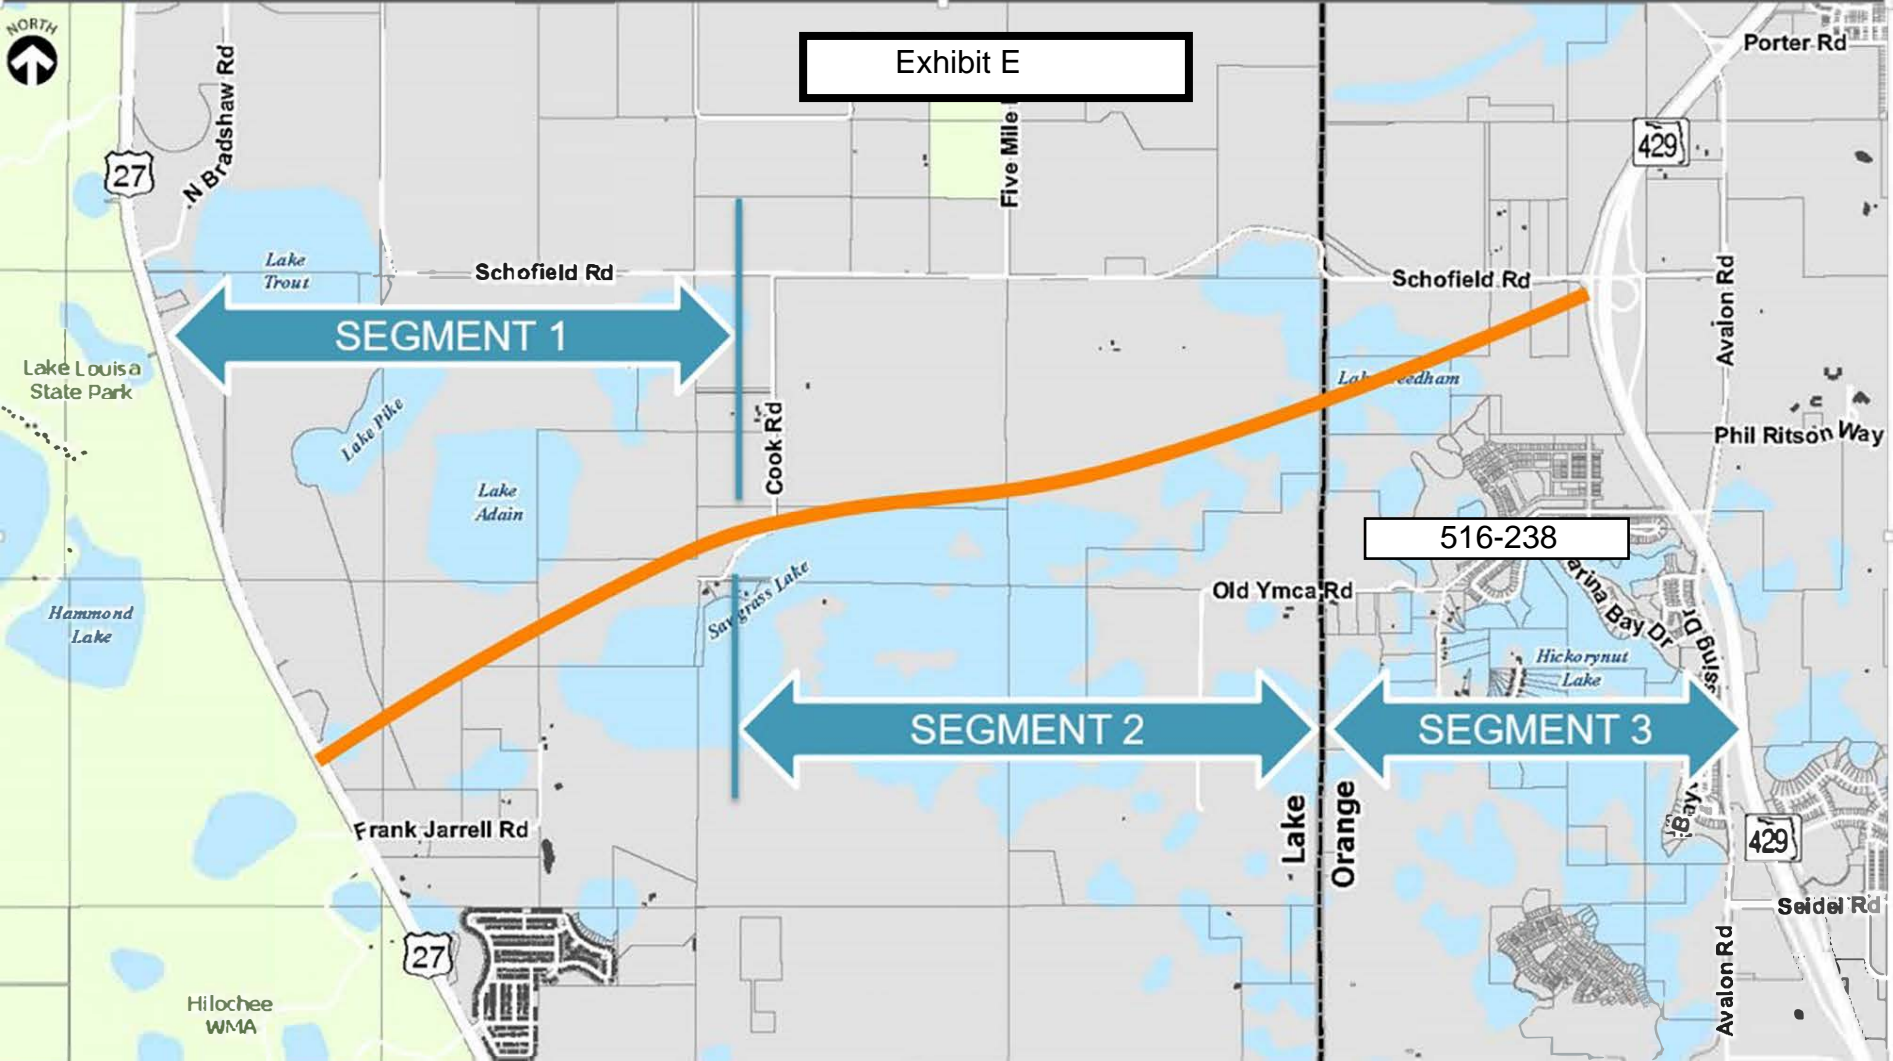 NORTH
Exhibit E
Porter Rd
N Bradshaw Rd
27
429
Five Mile
Lake
Trout
Schofield Rd
Schofield Rd
Avalon Rd
SEGMENT 1
Lake Louisa
State Park
Lake Pike
Cook Rd
Phil Ritson Way
Lake
Adain
516-238
Sawgrass Lake
Old Ymca Rd
Hammond
Lake
Bay Dr
Hickorynut
Lake
SEGMENT 2
SEGMENT 3
Lake
Orange
Bay
429
Frank Jarrell Rd
Seidel Rd
27
Avalon Rd
Hilochee
WMA